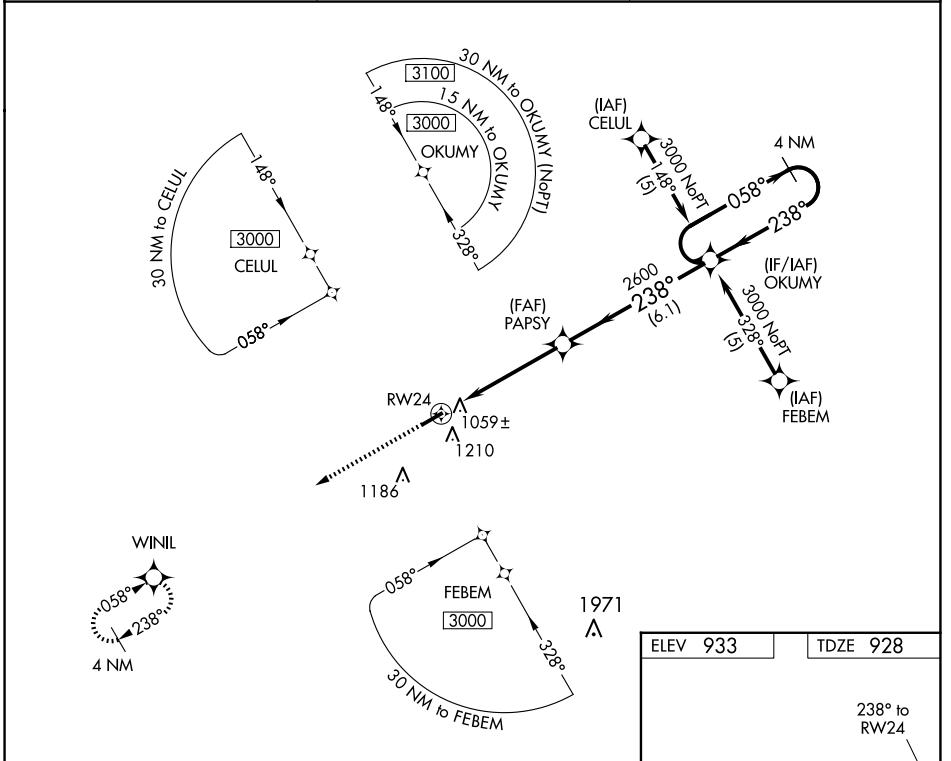 30 NM to OKUMY (NoPT)
3100
148°
15 NM to OKUMY
3000
OKUMY
328°
(IAF)
CELUL
3000 NoPT
148°
(5)
4 NM
058°
238°
30 NM to CELUL
148°
3000
CELUL
058°
(IF/IAF)
OKUMY
2600
238°
(6.1)
(FAF)
PAPSY
3000 NoPT
328°
(5)
(IAF)
FEBEM
RW24
1059±
1210
1186
WINIL
058°
238°
4 NM
058°
FEBEM
3000
328°
30 NM to FEBEM
1971
ELEV 933
TDZE 928
238° to
RW24